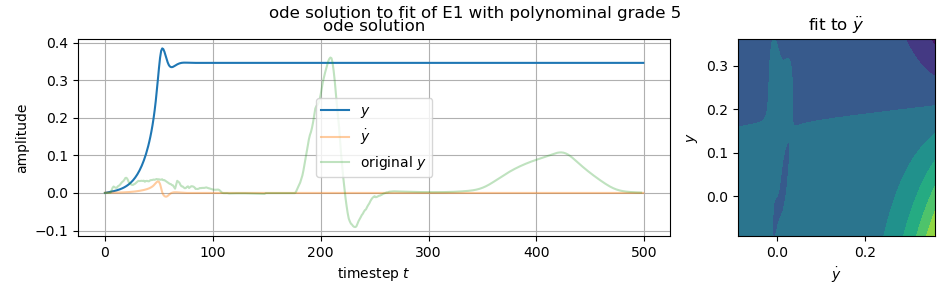 ode solution to fit of E1 with polynominal grade 5
ode solution
fit to ÿ
0.4
0.3
0.2
0.1
0.0
−0.1
amplitude
y
ẏ
original y
0
100
200
300
400
500
timestep t
0.3
0.2
0.1
0.0
y
0.0
0.2
ẏ